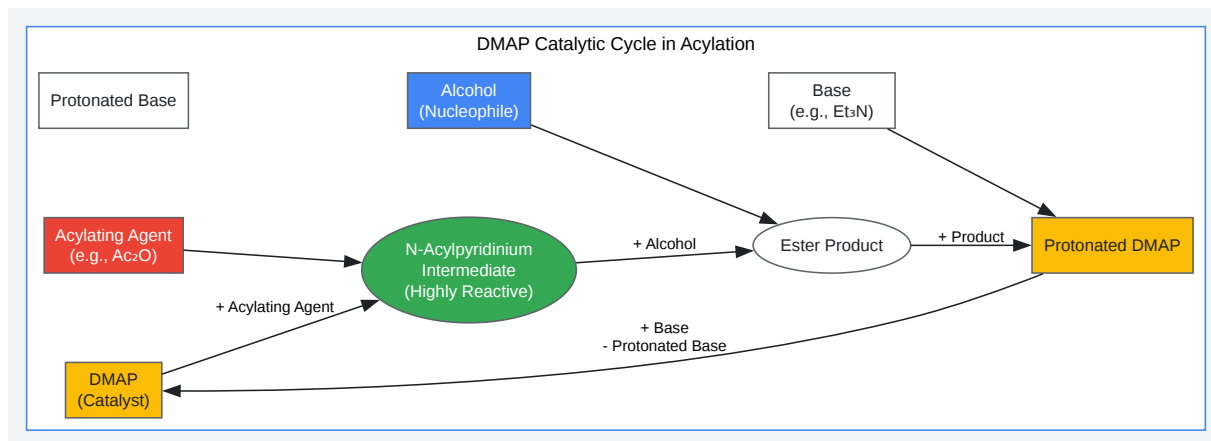 DMAP Catalytic Cycle in Acylation
Protonated Base
Alcohol
(Nucleophile)
Base
(e.g., Et₃N)
Acylating Agent
(e.g., Ac₂O)
N-Acylpyridinium
Intermediate
(Highly Reactive)
+ Alcohol
Ester Product
+ Product
Protonated DMAP
+ Acylating Agent
+ Base
- Protonated Base
DMAP
(Catalyst)